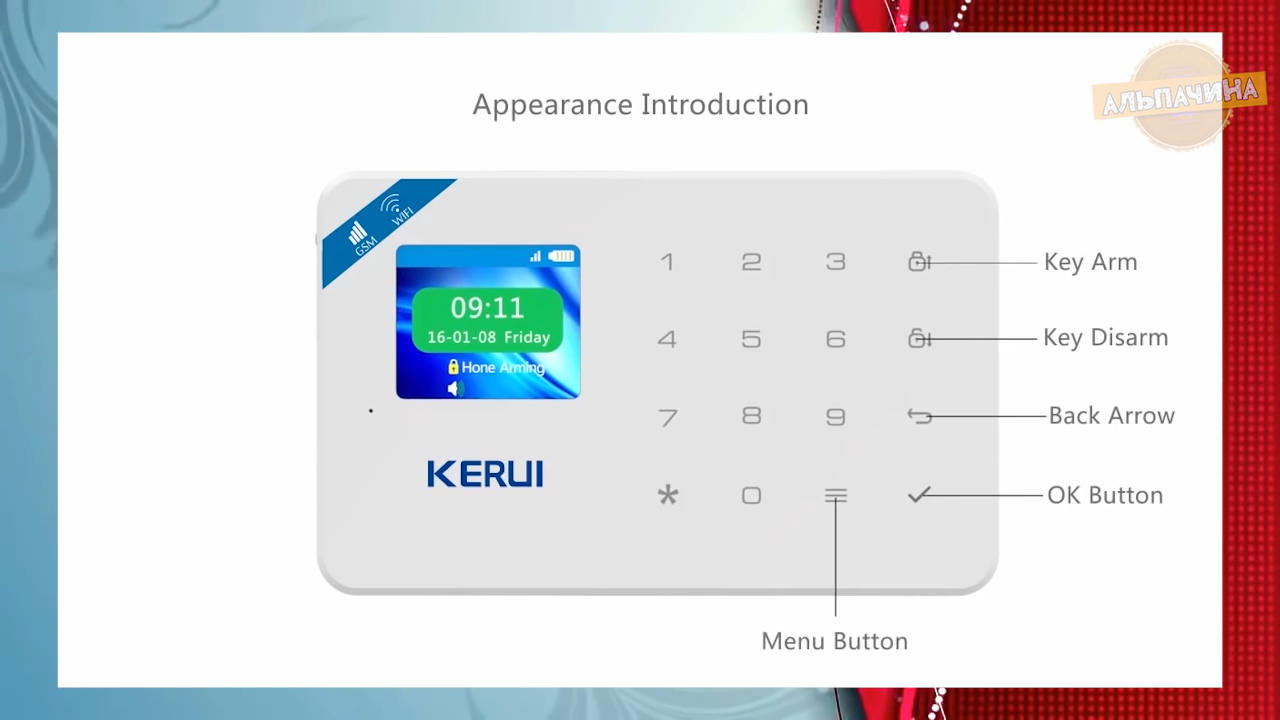 Appearance Introduction
АЛЬПАЧИНА
GSM WIFI
09:11
16-01-08 Friday
Hone Arming
KERUI
1 2 3
4 5 6
7 8 9
* 0
Key Arm
Key Disarm
Back Arrow
OK Button
Menu Button